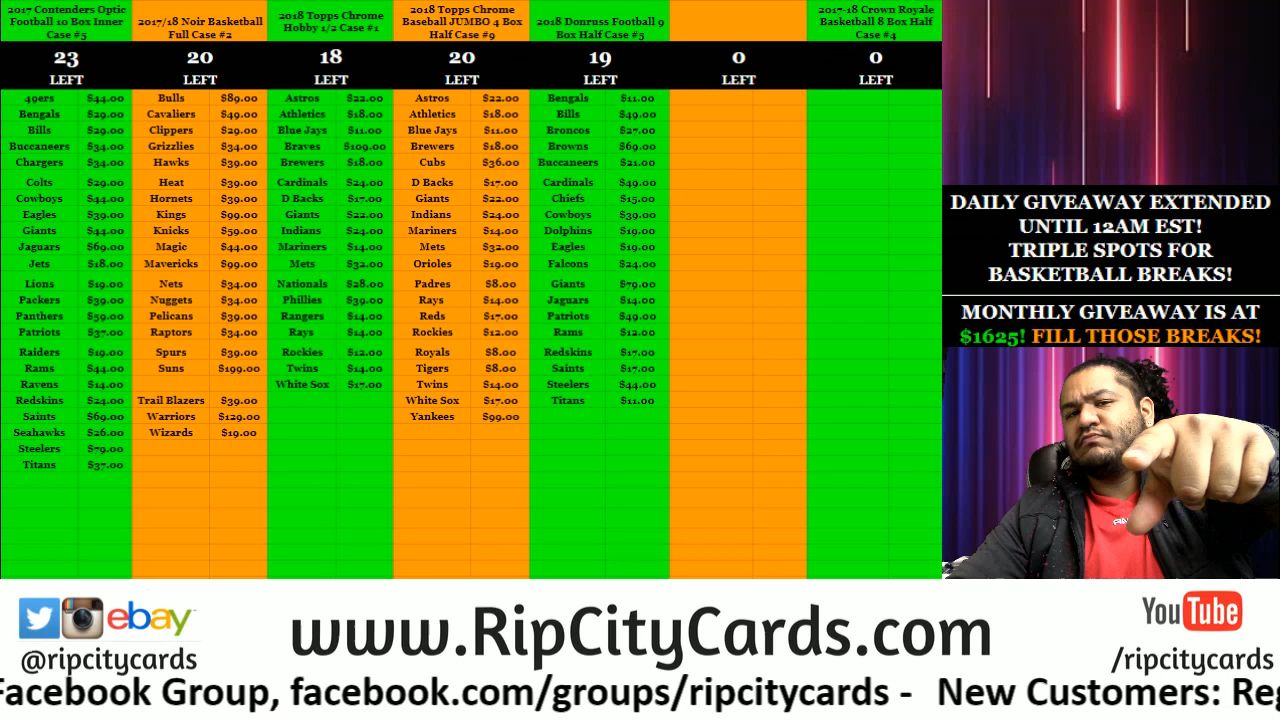 2017 Contenders Optic
Football 10 Box Inner
Case #5
23
LEFT
49ers $44.00
Bengals $29.00
Bills $29.00
Buccaneers $34.00
Chargers $34.00
Colts $29.00
Cowboys $44.00
Eagles $39.00
Giants $44.00
Jaguars $69.00
Jets $18.00
Lions $19.00
Packers $39.00
Panthers $59.00
Patriots $37.00
Raiders $19.00
Rams $44.00
Ravens $14.00
Redskins $24.00
Saints $69.00
Seahawks $26.00
Steelers $79.00
Titans $37.00
2017/18 Noir Basketball
Full Case #2
20
LEFT
Bulls $89.00
Cavaliers $49.00
Clippers $29.00
Grizzlies $34.00
Hawks $39.00
Heat $39.00
Hornets $39.00
Kings $99.00
Knicks $59.00
Magic $44.00
Mavericks $99.00
Nets $34.00
Nuggets $34.00
Pelicans $39.00
Raptors $34.00
Spurs $39.00
Suns $199.00
Trail Blazers $39.00
Warriors $129.00
Wizards $19.00
2018 Topps Chrome
Hobby 1/2 Case #1
18
LEFT
Astros $22.00
Athletics $18.00
Blue Jays $11.00
Braves $109.00
Brewers $18.00
Cardinals $24.00
D Backs $17.00
Giants $22.00
Indians $24.00
Mariners $14.00
Mets $32.00
Nationals $28.00
Phillies $39.00
Rangers $14.00
Rays $14.00
Rockies $12.00
Twins $14.00
White Sox $17.00
2018 Topps Chrome
Baseball JUMBO 4 Box
Half Case #9
20
LEFT
Astros $22.00
Athletics $18.00
Blue Jays $11.00
Brewers $18.00
Cubs $36.00
D Backs $17.00
Giants $22.00
Indians $24.00
Mariners $14.00
Mets $32.00
Orioles $19.00
Padres $8.00
Rays $14.00
Reds $17.00
Rockies $12.00
Royals $8.00
Tigers $8.00
Twins $14.00
White Sox $17.00
Yankees $99.00
2018 Donruss Football 9
Box Half Case #5
19
LEFT
Bengals $11.00
Bills $49.00
Broncos $27.00
Browns $69.00
Buccaneers $21.00
Cardinals $49.00
Chiefs $15.00
Cowboys $39.00
Dolphins $19.00
Eagles $19.00
Falcons $24.00
Giants $79.00
Jaguars $14.00
Patriots $49.00
Rams $12.00
Redskins $17.00
Saints $17.00
Steelers $44.00
Titans $11.00
0
LEFT
2017-18 Crown Royale
Basketball 8 Box Half
Case #4
0
LEFT
DAILY GIVEAWAY EXTENDED
UNTIL 12AM EST!
TRIPLE SPOTS FOR
BASKETBALL BREAKS!
MONTHLY GIVEAWAY IS AT
$1625! FILL THOSE BREAKS!
ebay
@ripcitycards
www.RipCityCards.com
YouTube
/ripcitycards
Facebook Group, facebook.com/groups/ripcitycards - New Customers: Reg